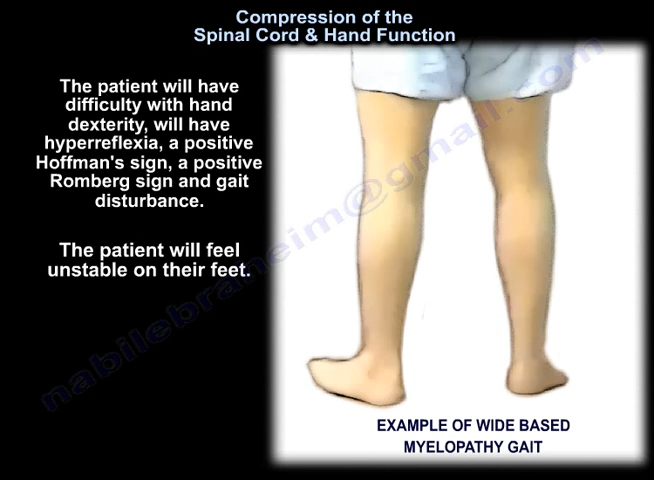 Compression of the
Spinal Cord & Hand Function
The patient will have
difficulty with hand
dexterity, will have
hyperreflexia, a positive
Hoffman's sign, a positive
Romberg sign and gait
disturbance.
The patient will feel
unstable on their feet.
nabilebraheim@gmail.com
EXAMPLE OF WIDE BASED
MYELOPATHY GAIT